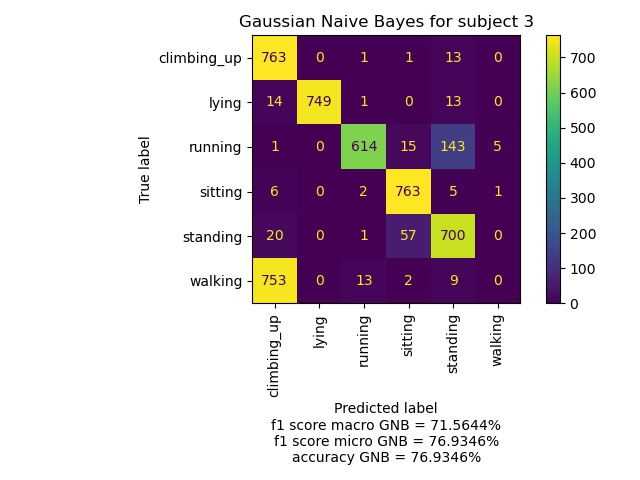 Gaussian Naive Bayes for subject 3
climbing_up 763 0 1 1 13 0
lying 14 749 1 0 13 0
running 1 0 614 15 143 5
sitting 6 0 2 763 5 1
standing 20 0 1 57 700 0
walking 753 0 13 2 9 0
True label
climbing_up
lying
running
sitting
standing
walking
Predicted label
f1 score macro GNB = 71.5644%
f1 score micro GNB = 76.9346%
accuracy GNB = 76.9346%
700
600
500
400
300
200
100
0